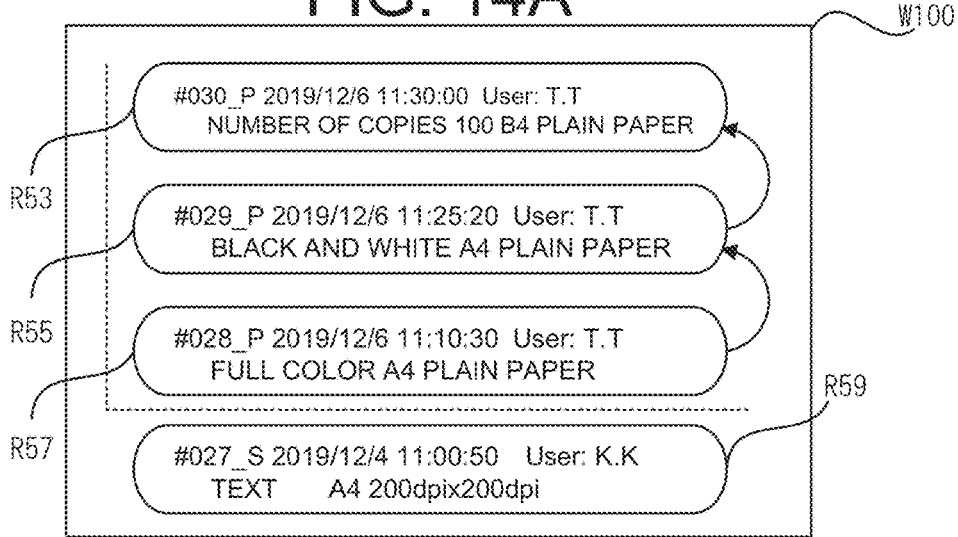 FIG. 14A
W100
#030_P 2019/12/6 11:30:00 User: T.T
NUMBER OF COPIES 100 B4 PLAIN PAPER
R53
#029_P 2019/12/6 11:25:20 User: T.T
BLACK AND WHITE A4 PLAIN PAPER
R55
#028_P 2019/12/6 11:10:30 User: T.T
FULL COLOR A4 PLAIN PAPER
R57
R59
#027_S 2019/12/4 11:00:50 User: K.K
TEXT A4 200dpix200dpi